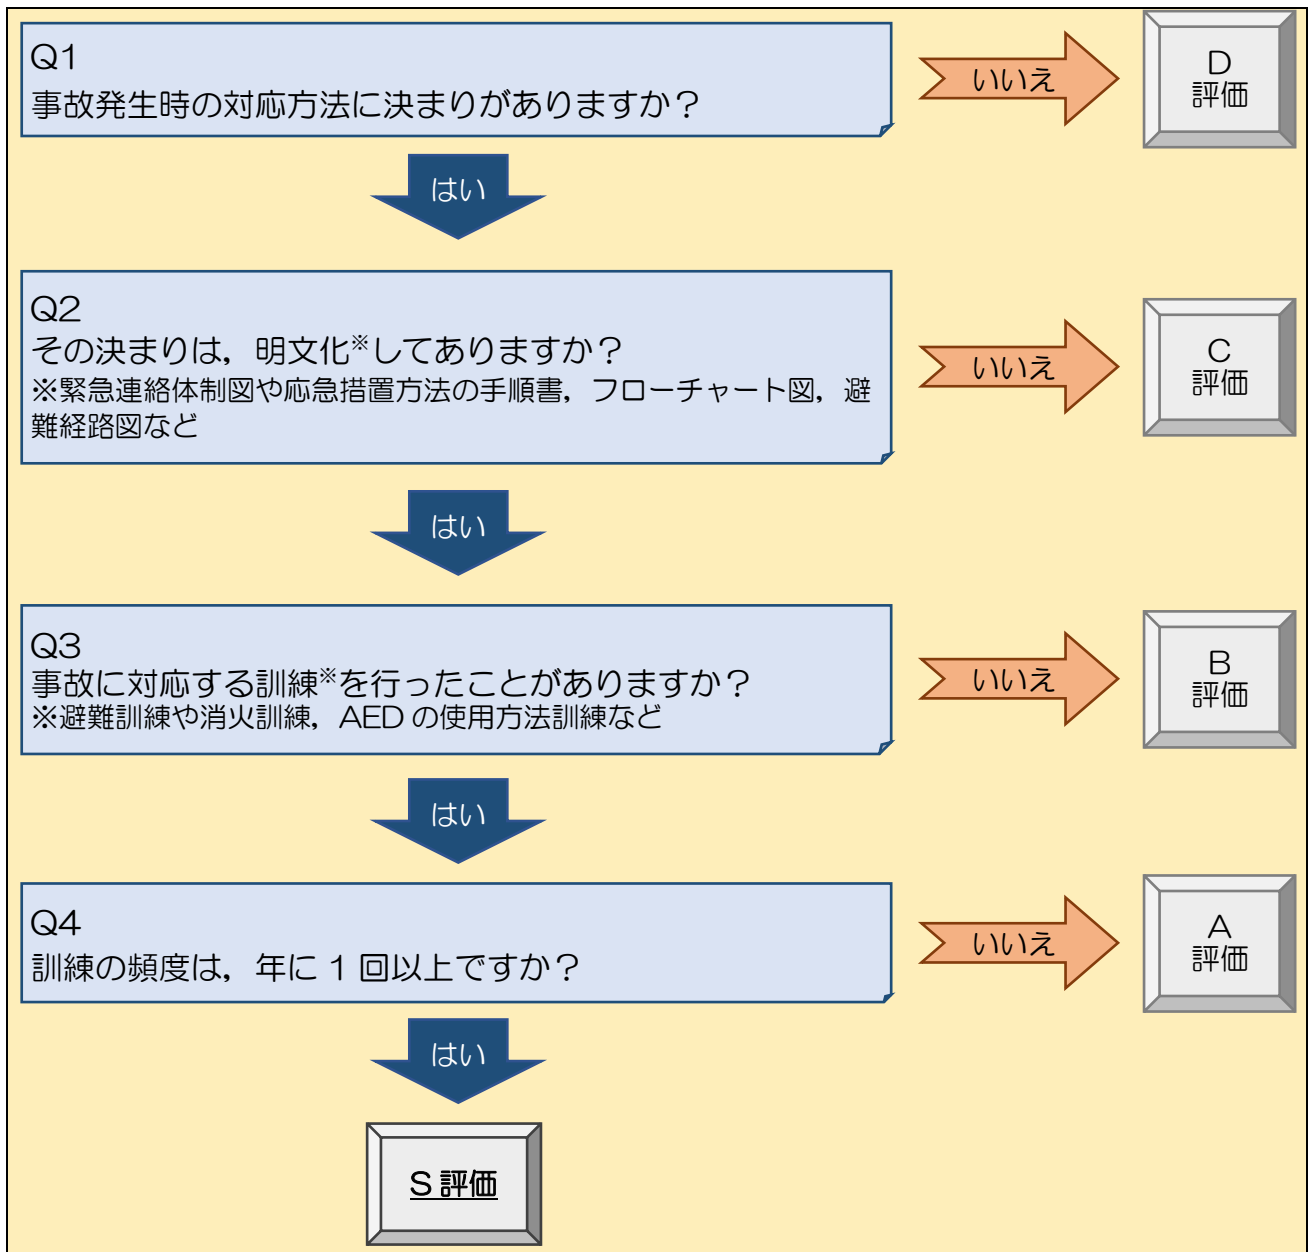 Q1
事故発生時の対応方法に決まりがありますか？
いいえ
D
評価
はい
Q2
その決まりは，明文化※してありますか？
※緊急連絡体制図や応急措置方法の手順書，フローチャート図，避
難経路図など
いいえ
C
評価
はい
Q3
事故に対応する訓練※を行ったことがありますか？
※避難訓練や消火訓練，AEDの使用方法訓練など
いいえ
B
評価
はい
Q4
訓練の頻度は，年に1回以上ですか？
いいえ
A
評価
はい
S評価